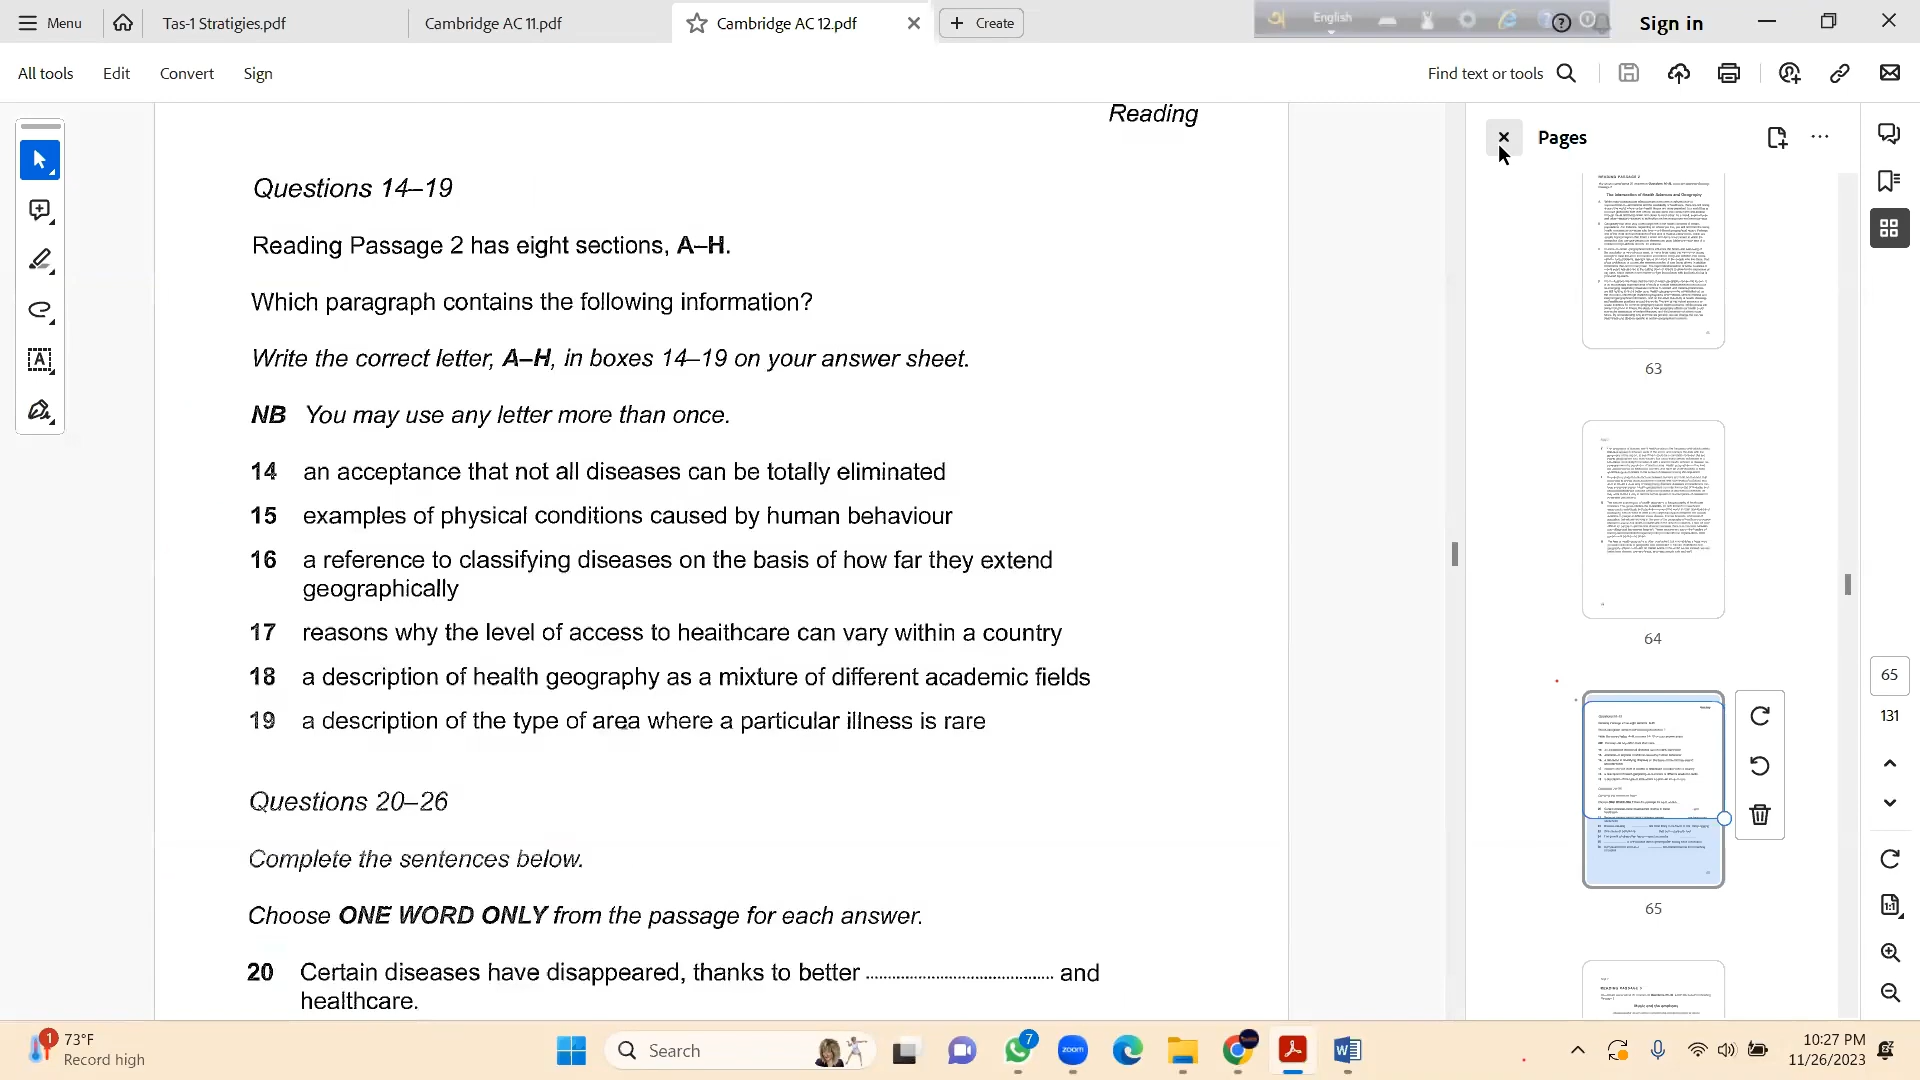 Menu
Tas-1 Stratigies.pdf
Cambridge AC 11.pdf
Cambridge AC 12.pdf
Create
English
Sign in
All tools
Edit
Convert
Sign
Find text or tools
Reading
Questions 14–19
Reading Passage 2 has eight sections, A–H.
Which paragraph contains the following information?
Write the correct letter, A–H, in boxes 14–19 on your answer sheet.
NB You may use any letter more than once.
14 an acceptance that not all diseases can be totally eliminated
15 examples of physical conditions caused by human behaviour
16 a reference to classifying diseases on the basis of how far they extend
geographically
17 reasons why the level of access to healthcare can vary within a country
18 a description of health geography as a mixture of different academic fields
19 a description of the type of area where a particular illness is rare
Questions 20–26
Complete the sentences below.
Choose ONE WORD ONLY from the passage for each answer.
20 Certain diseases have disappeared, thanks to better .................................. and
healthcare.
Pages
63
64
65
65
131
1
73°F
Record high
Search
7
zoom
10:27 PM
11/26/2023